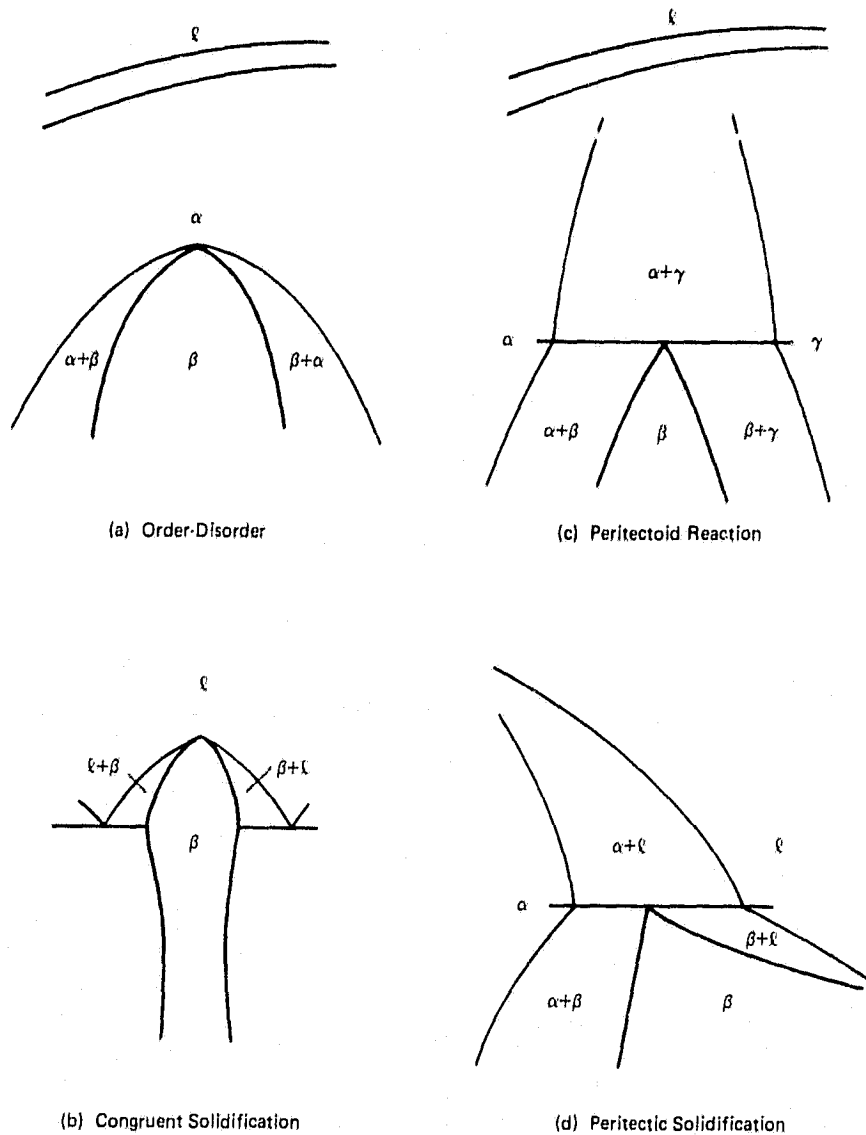 ℓ
α
α+β
β
β+α
(a) Order-Disorder
ℓ
α+γ
α
γ
α+β
β
β+γ
(c) Peritectoid Reaction
ℓ
ℓ+β
β+ℓ
β
(b) Congruent Solidification
α+ℓ
ℓ
α
β+ℓ
α+β
β
(d) Peritectic Solidification